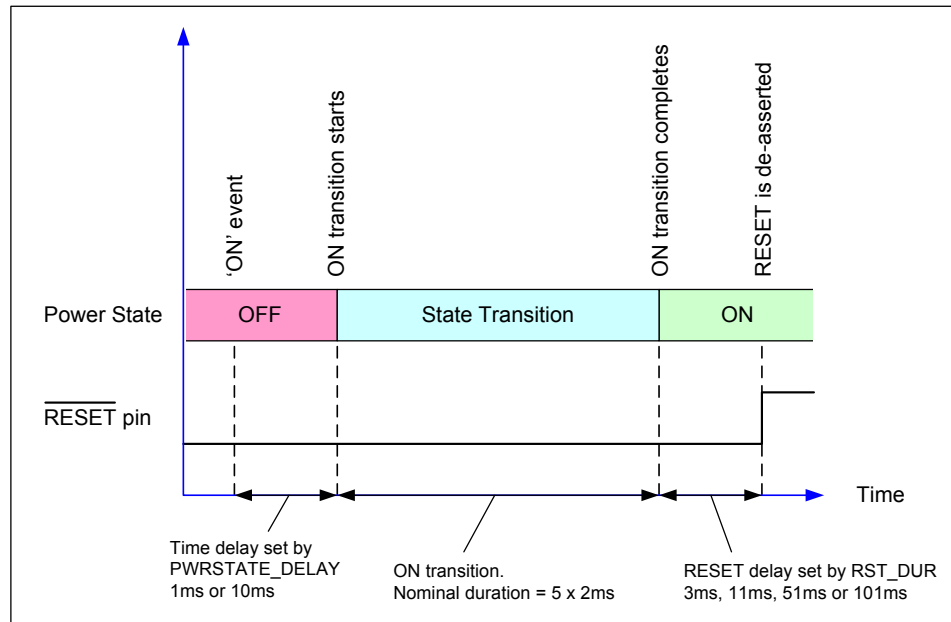 'ON' event
ON transition starts
ON transition completes
RESET is de-asserted
Power State
OFF
State Transition
ON
RESET pin
Time
Time delay set by
PWRSTATE_DELAY
1ms or 10ms
ON transition.
Nominal duration = 5 x 2ms
RESET delay set by RST_DUR
3ms, 11ms, 51ms or 101ms